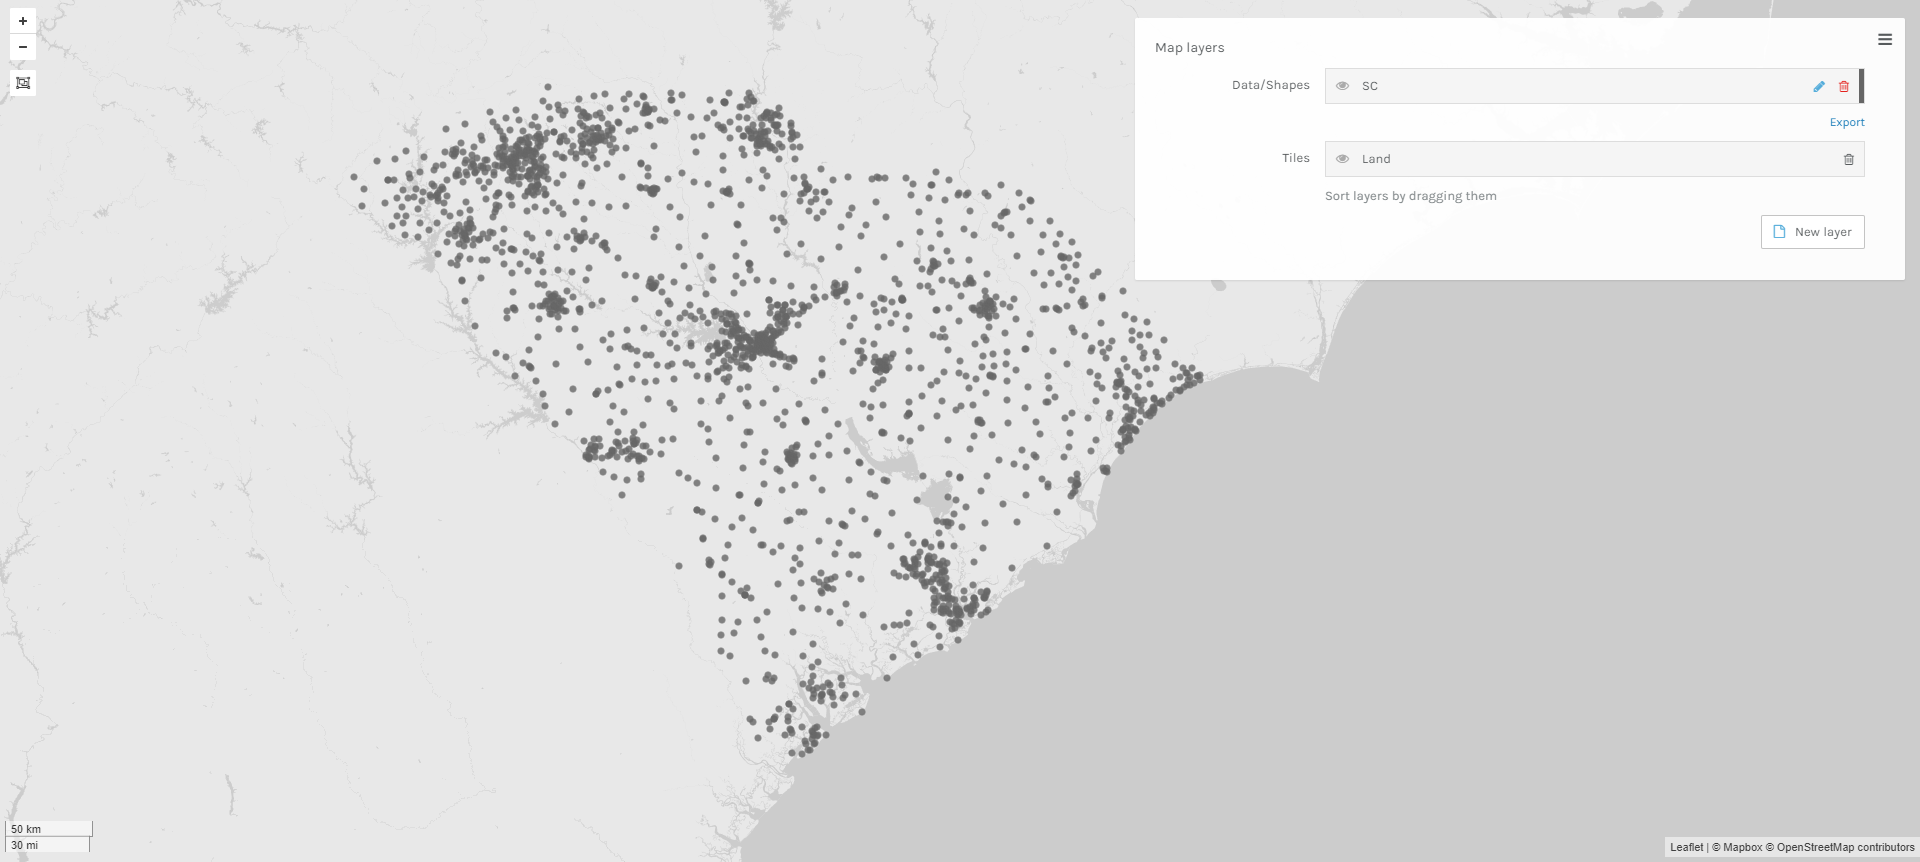 +
−
Map layers
Data/Shapes
SC
Export
Tiles
Land
Sort layers by dragging them
New layer
50 km
30 mi
Leaflet | © Mapbox © OpenStreetMap contributors